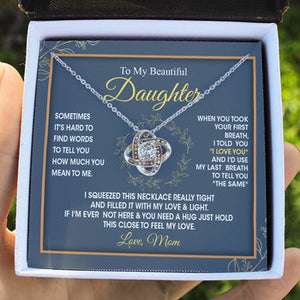 To My Beautiful
Daughter
SOMETIMES
IT'S HARD TO
FIND WORDS
TO TELL YOU
HOW MUCH YOU
MEAN TO ME.
WHEN YOU TOOK
YOUR FIRST
BREATH,
I TOLD YOU
"I LOVE YOU"
AND I'D USE
MY LAST BREATH
TO TELL YOU
"THE SAME"
I SQUEEZED THIS NECKLACE REALLY TIGHT
AND FILLED IT WITH MY LOVE & LIGHT.
IF I'M EVER NOT HERE & YOU NEED A HUG JUST HOLD
THIS CLOSE TO FEEL MY LOVE.
Love, Mom